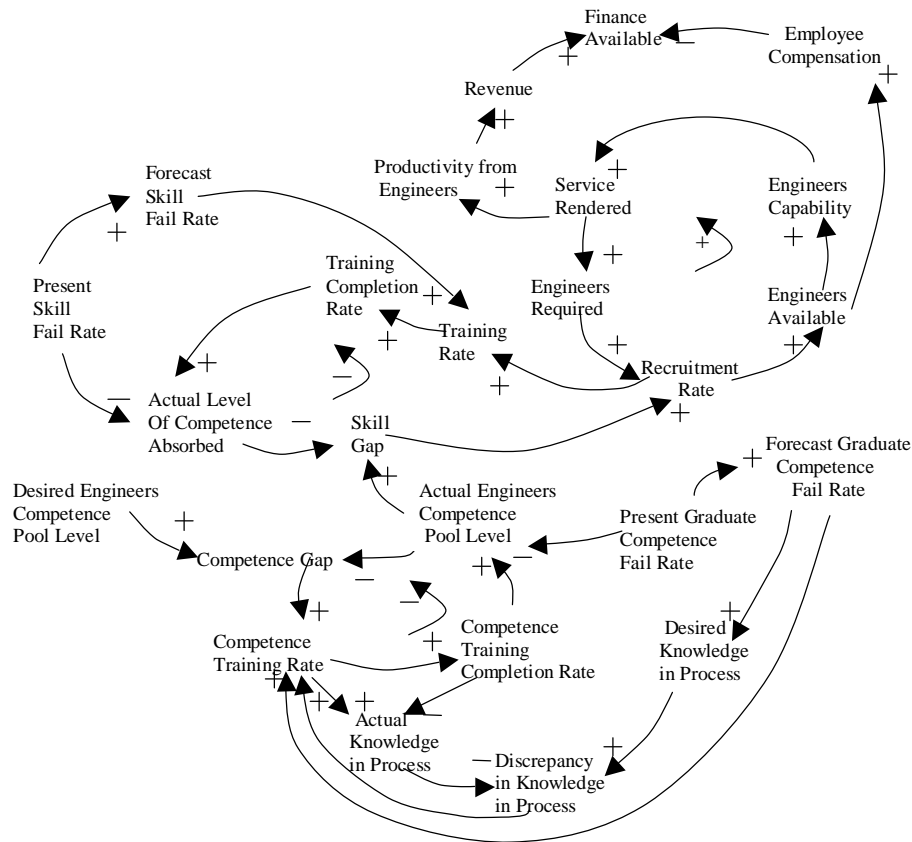 Finance
Available
Employee
Compensation
Revenue
Productivity from
Engineers
Service
Rendered
Engineers
Capability
Forecast
Skill
Fail Rate
Present
Skill
Fail Rate
Training
Completion
Rate
Training
Rate
Engineers
Required
Engineers
Available
Recruitment
Rate
Actual Level
Of Competence
Absorbed
Skill
Gap
Forecast Graduate
Competence
Fail Rate
Desired Engineers
Competence
Pool Level
Actual Engineers
Competence
Pool Level
Present Graduate
Competence
Fail Rate
Competence Gap
Competence
Training Rate
Competence
Training
Completion Rate
Desired
Knowledge
in Process
Actual
Knowledge
in Process
Discrepancy
in Knowledge
in Process